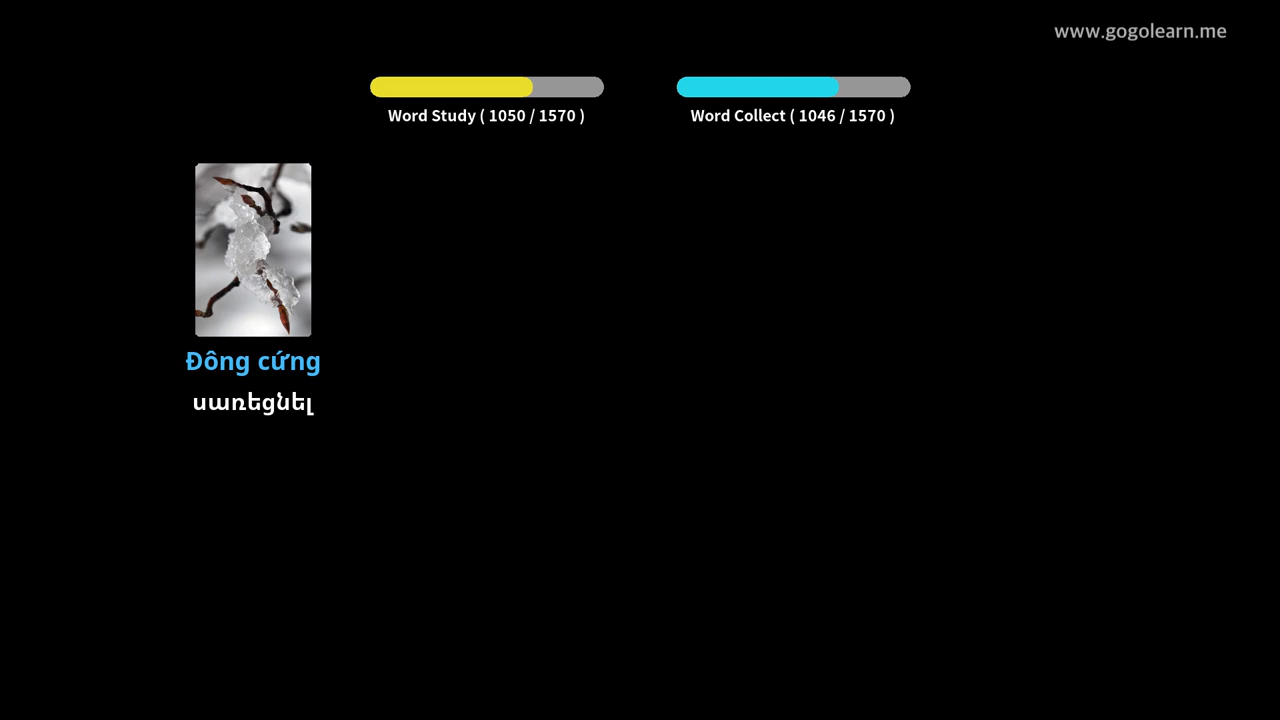 www.gogolearn.me
Word Study ( 1050 / 1570 )
Word Collect ( 1046 / 1570 )
Đông cứng
սառեցնել